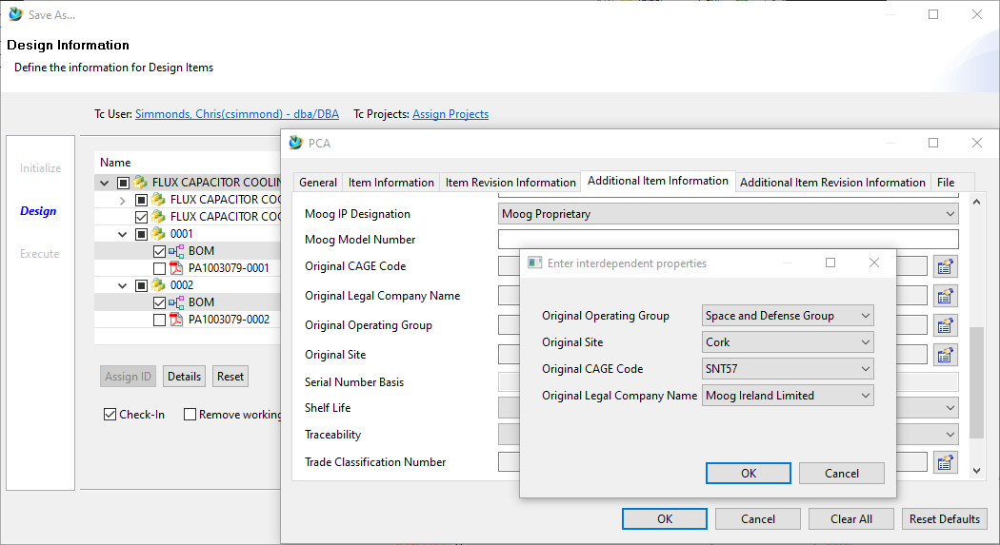 Save As...
Design Information
Define the information for Design Items
Tc User: Simmonds, Chris(csimmond) - dba/DBA Tc Projects: Assign Projects
Initialize
Design
Execute
Name
FLUX CAPACITOR COOLIN
FLUX CAPACITOR COO
FLUX CAPACITOR COO
0001
BOM
PA1003079-0001
0002
BOM
PA1003079-0002
Assign ID Details Reset
Check-In Remove working
PCA
General Item Information Item Revision Information Additional Item Information Additional Item Revision Information File
Moog IP Designation Moog Proprietary
Moog Model Number
Original CAGE Code
Original Legal Company Name
Original Operating Group
Original Site
Serial Number Basis
Shelf Life
Traceability
Trade Classification Number
Enter interdependent properties
Original Operating Group Space and Defense Group
Original Site Cork
Original CAGE Code SNT57
Original Legal Company Name Moog Ireland Limited
OK Cancel
OK Cancel Clear All Reset Defaults